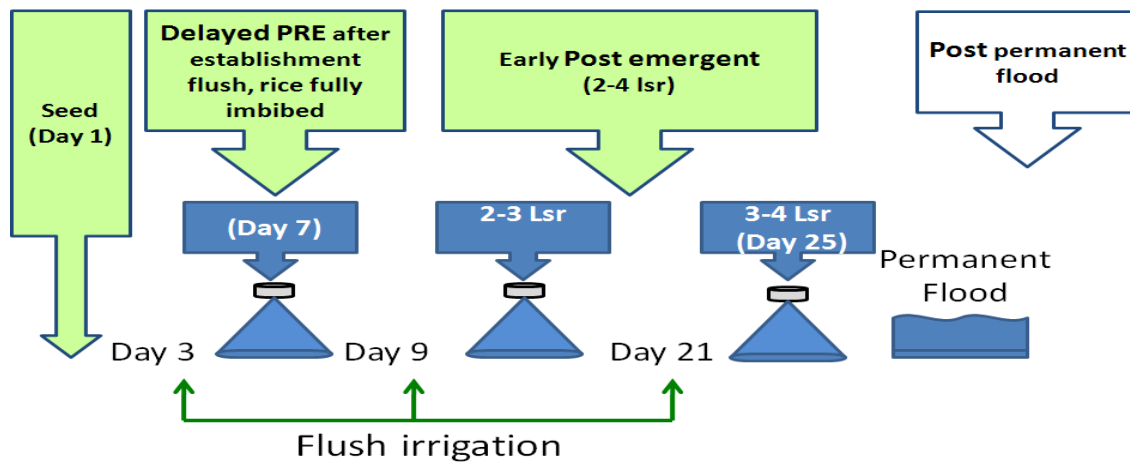 Seed
(Day 1)
Delayed PRE after
establishment
flush, rice fully
imbibed
Early Post emergent
(2-4 lsr)
Post permanent
flood
(Day 7)
2-3 Lsr
3-4 Lsr
(Day 25)
Permanent
Flood
Day 3
Day 9
Day 21
Flush irrigation